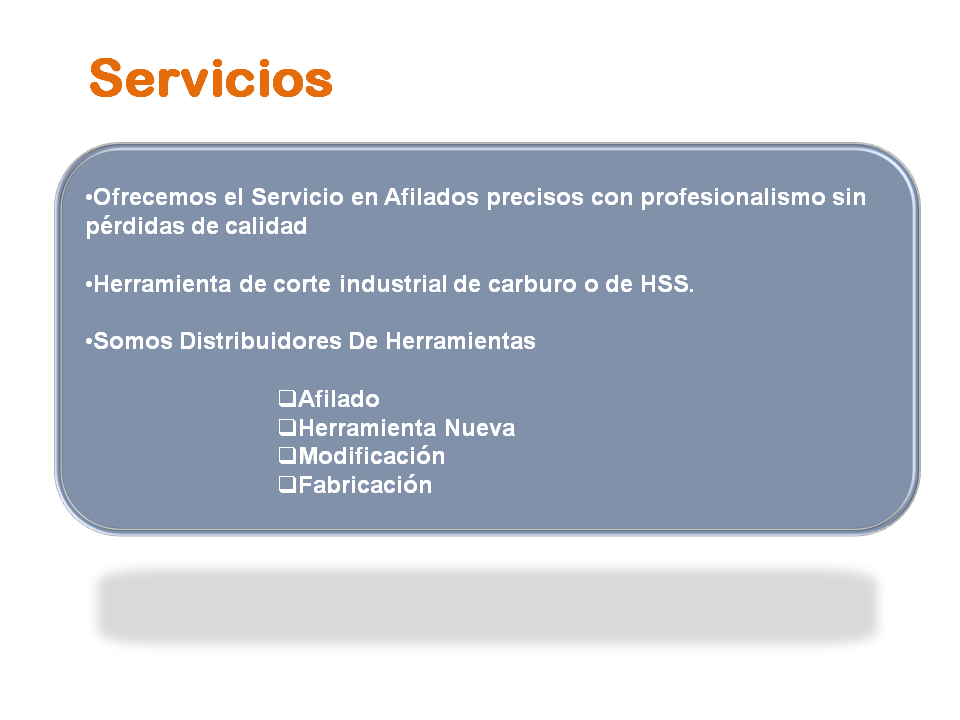 Servicios
•Ofrecemos el Servicio en Afilados precisos con profesionalismo sin
pérdidas de calidad
•Herramienta de corte industrial de carburo o de HSS.
•Somos Distribuidores De Herramientas
❑Afilado
❑Herramienta Nueva
❑Modificación
❑Fabricación